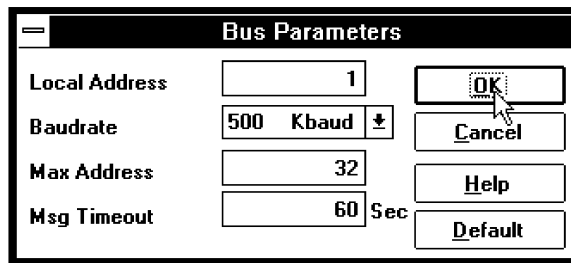 Bus Parameters
Local Address 1 OK
Baudrate 500 Kbaud Cancel
Max Address 32 Help
Msg Timeout 60 Sec Default